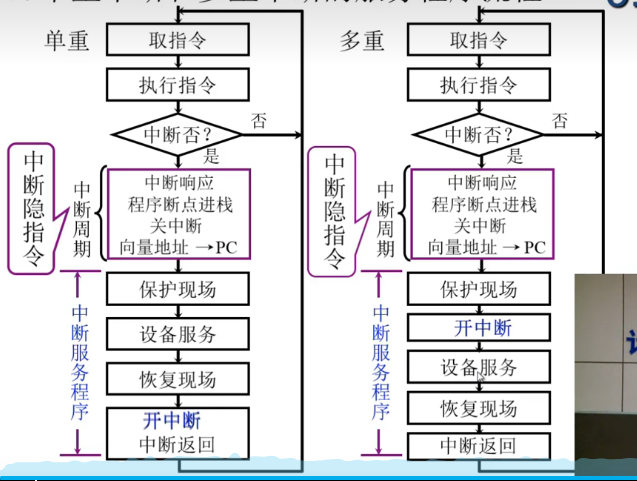 单重
取指令
执行指令
中断否?
否
是
中断隐指令
中断周期
中断响应
程序断点进栈
关中断
向量地址 → PC
中断服务程序
保护现场
设备服务
恢复现场
开中断
中断返回
多重
取指令
执行指令
中断否?
否
是
中断隐指令
中断周期
中断响应
程序断点进栈
关中断
向量地址 → PC
中断服务程序
保护现场
开中断
设备服务
恢复现场
中断返回